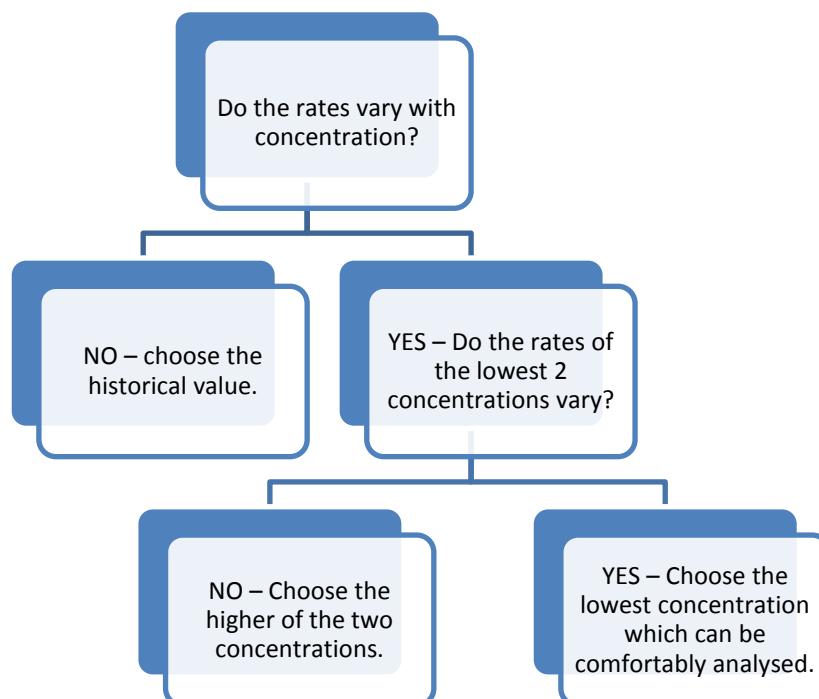 Do the rates vary with
concentration?
NO – choose the
historical value.
YES – Do the rates of
the lowest 2
concentrations vary?
NO – Choose the
higher of the two
concentrations.
YES – Choose the
lowest concentration
which can be
comfortably analysed.